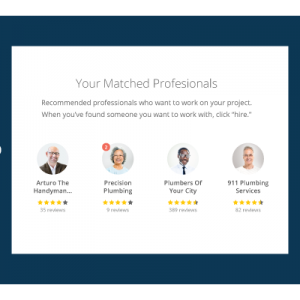 Your Matched Profesionals
Recommended professionals who want to work on your project.
When you've found someone you want to work with, click "hire."
Arturo The
Handyman...
35 reviews
Precision
Plumbing
9 reviews
Plumbers Of
Your City
589 reviews
911 Plumbing
Services
62 reviews